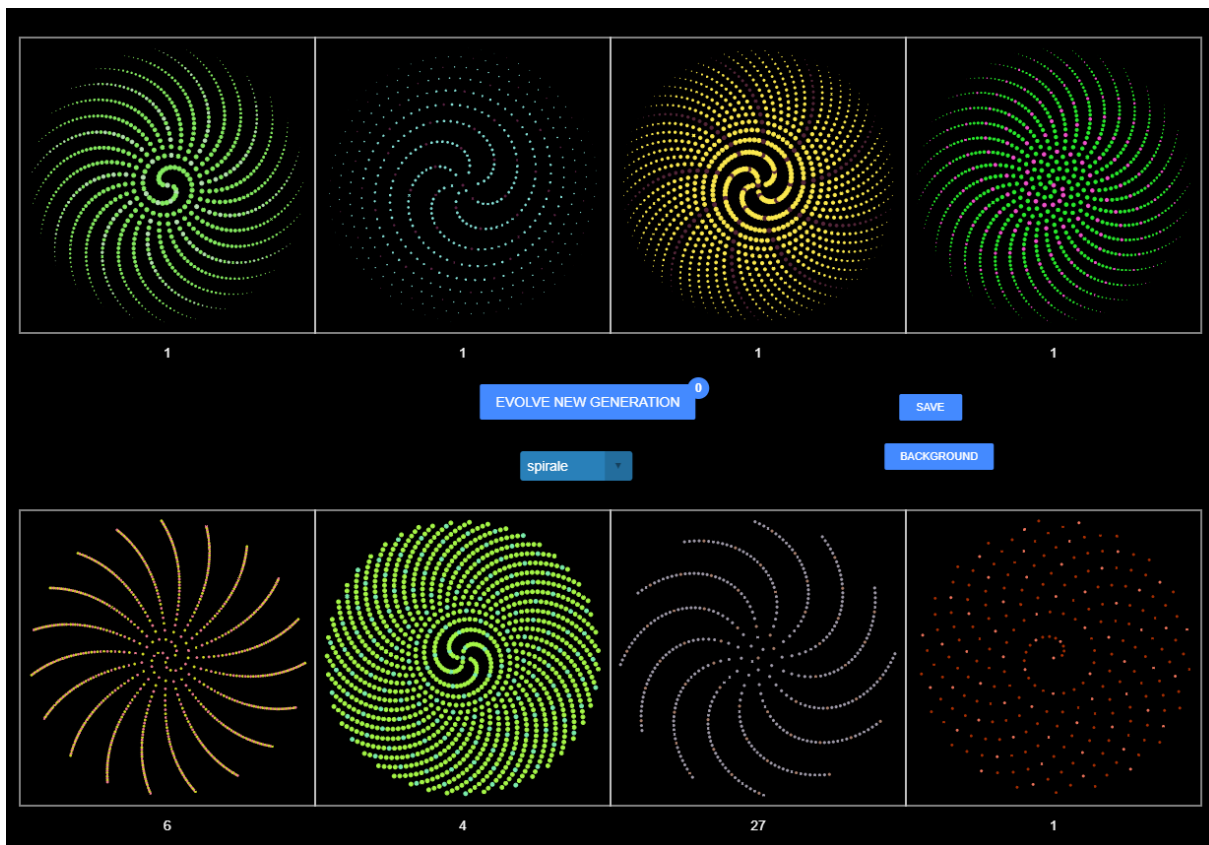 1 1 1 1
EVOLVE NEW GENERATION 0
SAVE
spirale
BACKGROUND
6 4 27 1